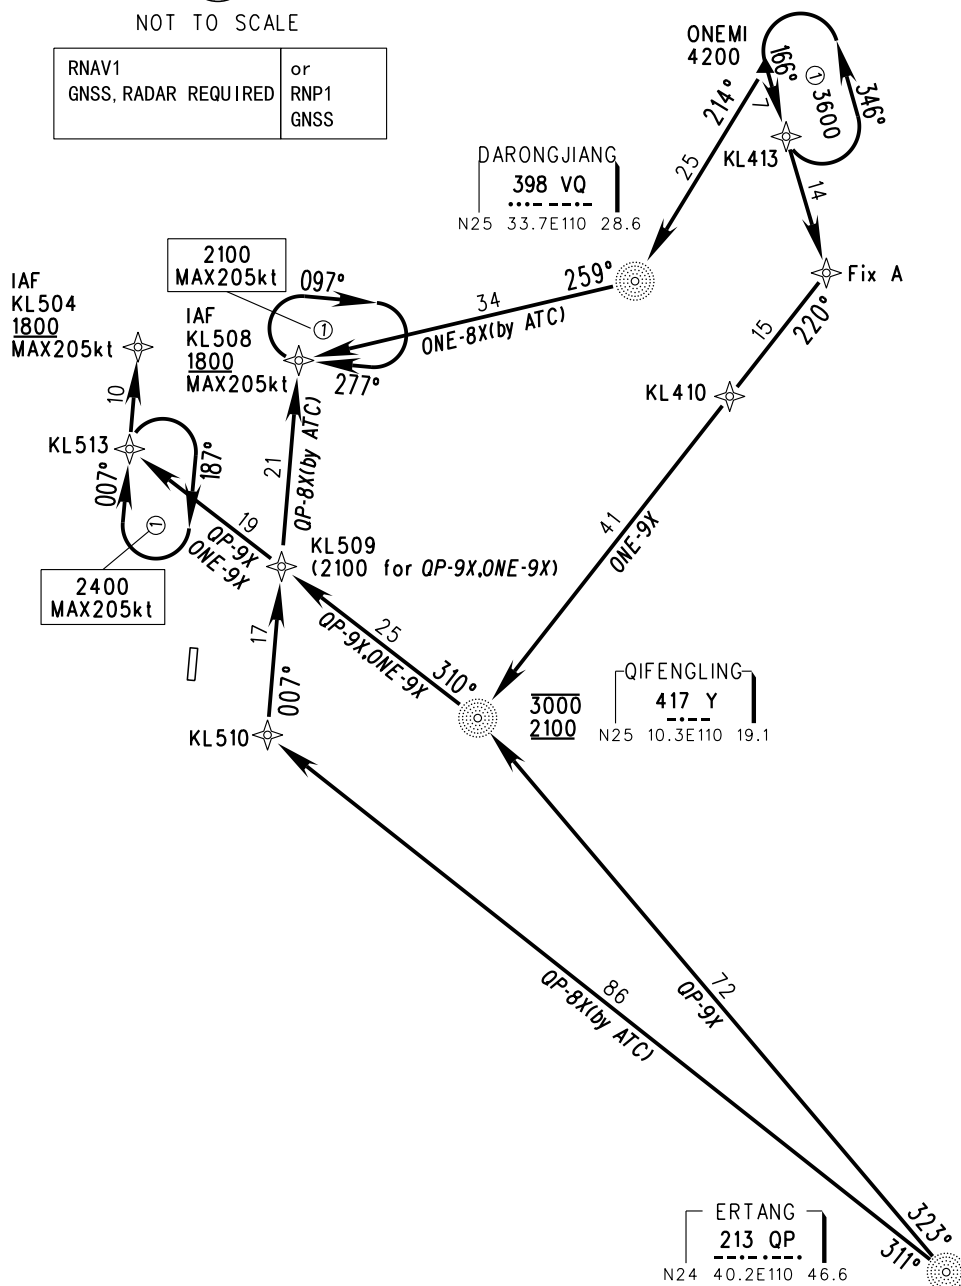 NOT TO SCALE
RNAV1
GNSS, RADAR REQUIRED
or
RNP1
GNSS
ONEMI
4200
166°
7
① 3600
346°
214°
25
KL413
14
Fix A
DARONGJIANG
398 VQ
N25 33.7E110 28.6
2100
MAX205kt
097°
①
277°
259°
34
ONE-8X(by ATC)
IAF
KL504
1800
MAX205kt
IAF
KL508
1800
MAX205kt
15
220°
KL410
10
KL513
187°
007°
①
2400
MAX205kt
21
QP-8X(by ATC)
19
QP-9X
ONE-9X
KL509
(2100 for QP-9X,ONE-9X)
41
ONE-9X
17
007°
25
QP-9X,ONE-9X
310°
3000
2100
QIFENGLING
417 Y
N25 10.3E110 19.1
KL510
72
QP-9X
86
QP-8X(by ATC)
323°
311°
ERTANG
213 QP
N24 40.2E110 46.6